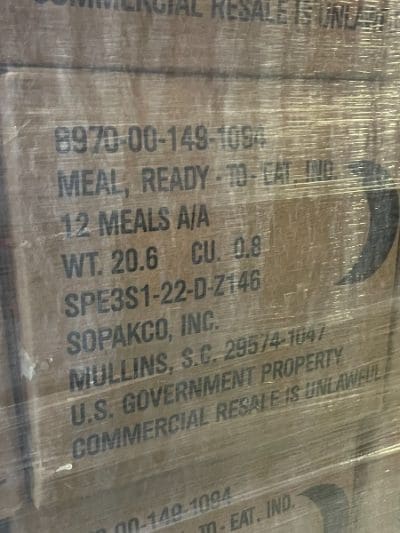 COMMERCIAL RESALE IS UNLAW
8970-00-149-1094
MEAL, READY-TO-EAT, IND.
12 MEALS A/A
WT. 20.6 CU. 0.8
SPE3S1-22-D-Z146
SOPAKCO, INC.
MULLINS, S.C. 29574-1047
U.S. GOVERNMENT PROPERTY
COMMERCIAL RESALE IS UNLAWFUL
00-149-1094
TO-EAT, IND.